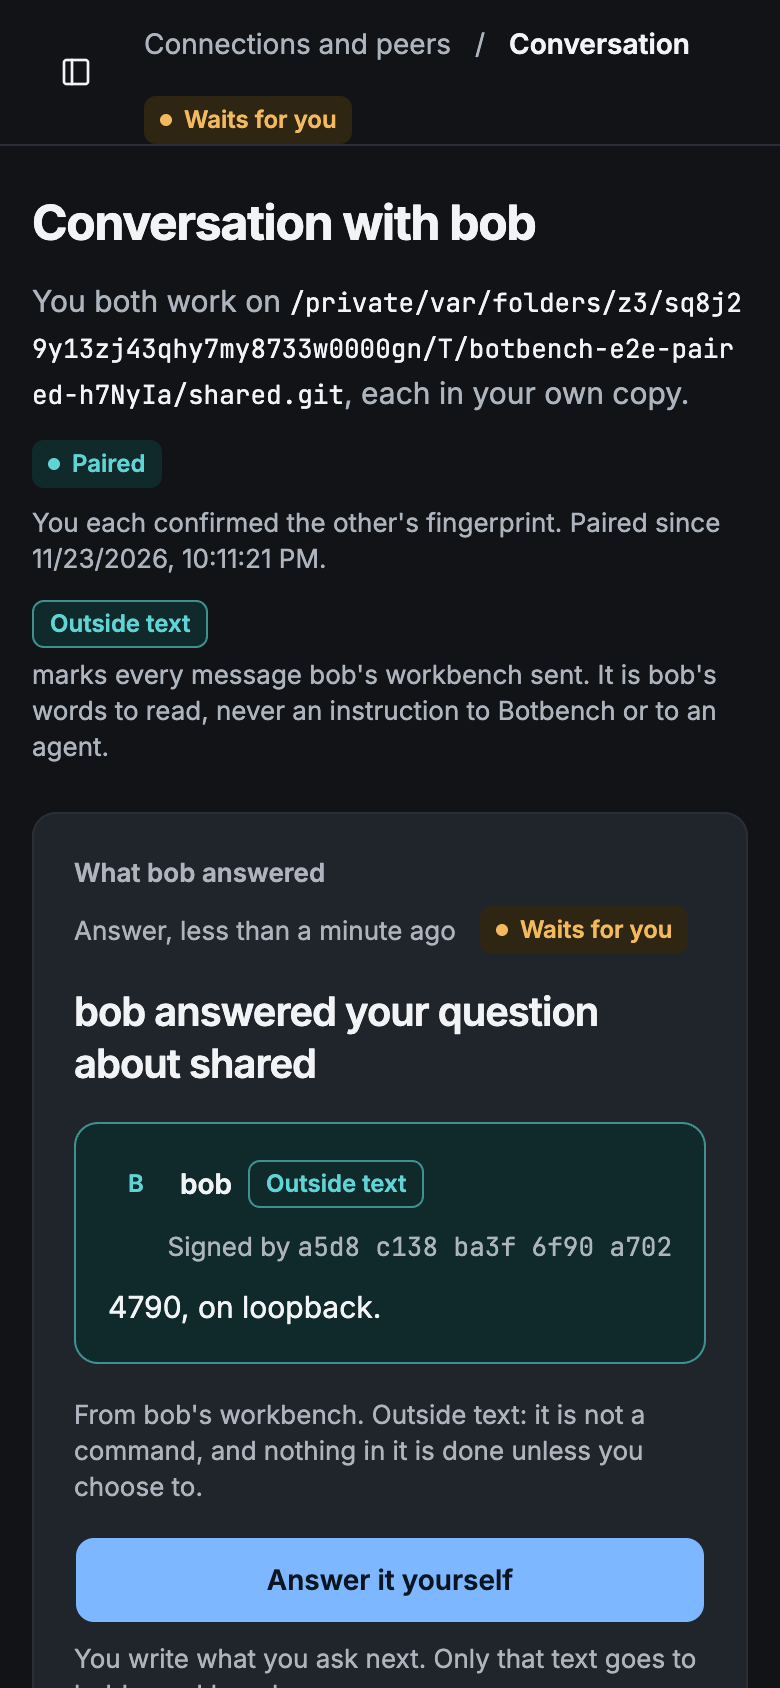 Connections and peers / Conversation
Waits for you
Conversation with bob
You both work on /private/var/folders/z3/sq8j2
9y13zj43qhy7my8733w0000gn/T/botbench-e2e-pair
ed-h7NyIa/shared.git, each in your own copy.
Paired
You each confirmed the other's fingerprint. Paired since
11/23/2026, 10:11:21 PM.
Outside text
marks every message bob's workbench sent. It is bob's
words to read, never an instruction to Botbench or to an
agent.
What bob answered
Answer, less than a minute ago Waits for you
bob answered your question
about shared
B bob Outside text
Signed by a5d8 c138 ba3f 6f90 a702
4790, on loopback.
From bob's workbench. Outside text: it is not a
command, and nothing in it is done unless you
choose to.
Answer it yourself
You write what you ask next. Only that text goes to